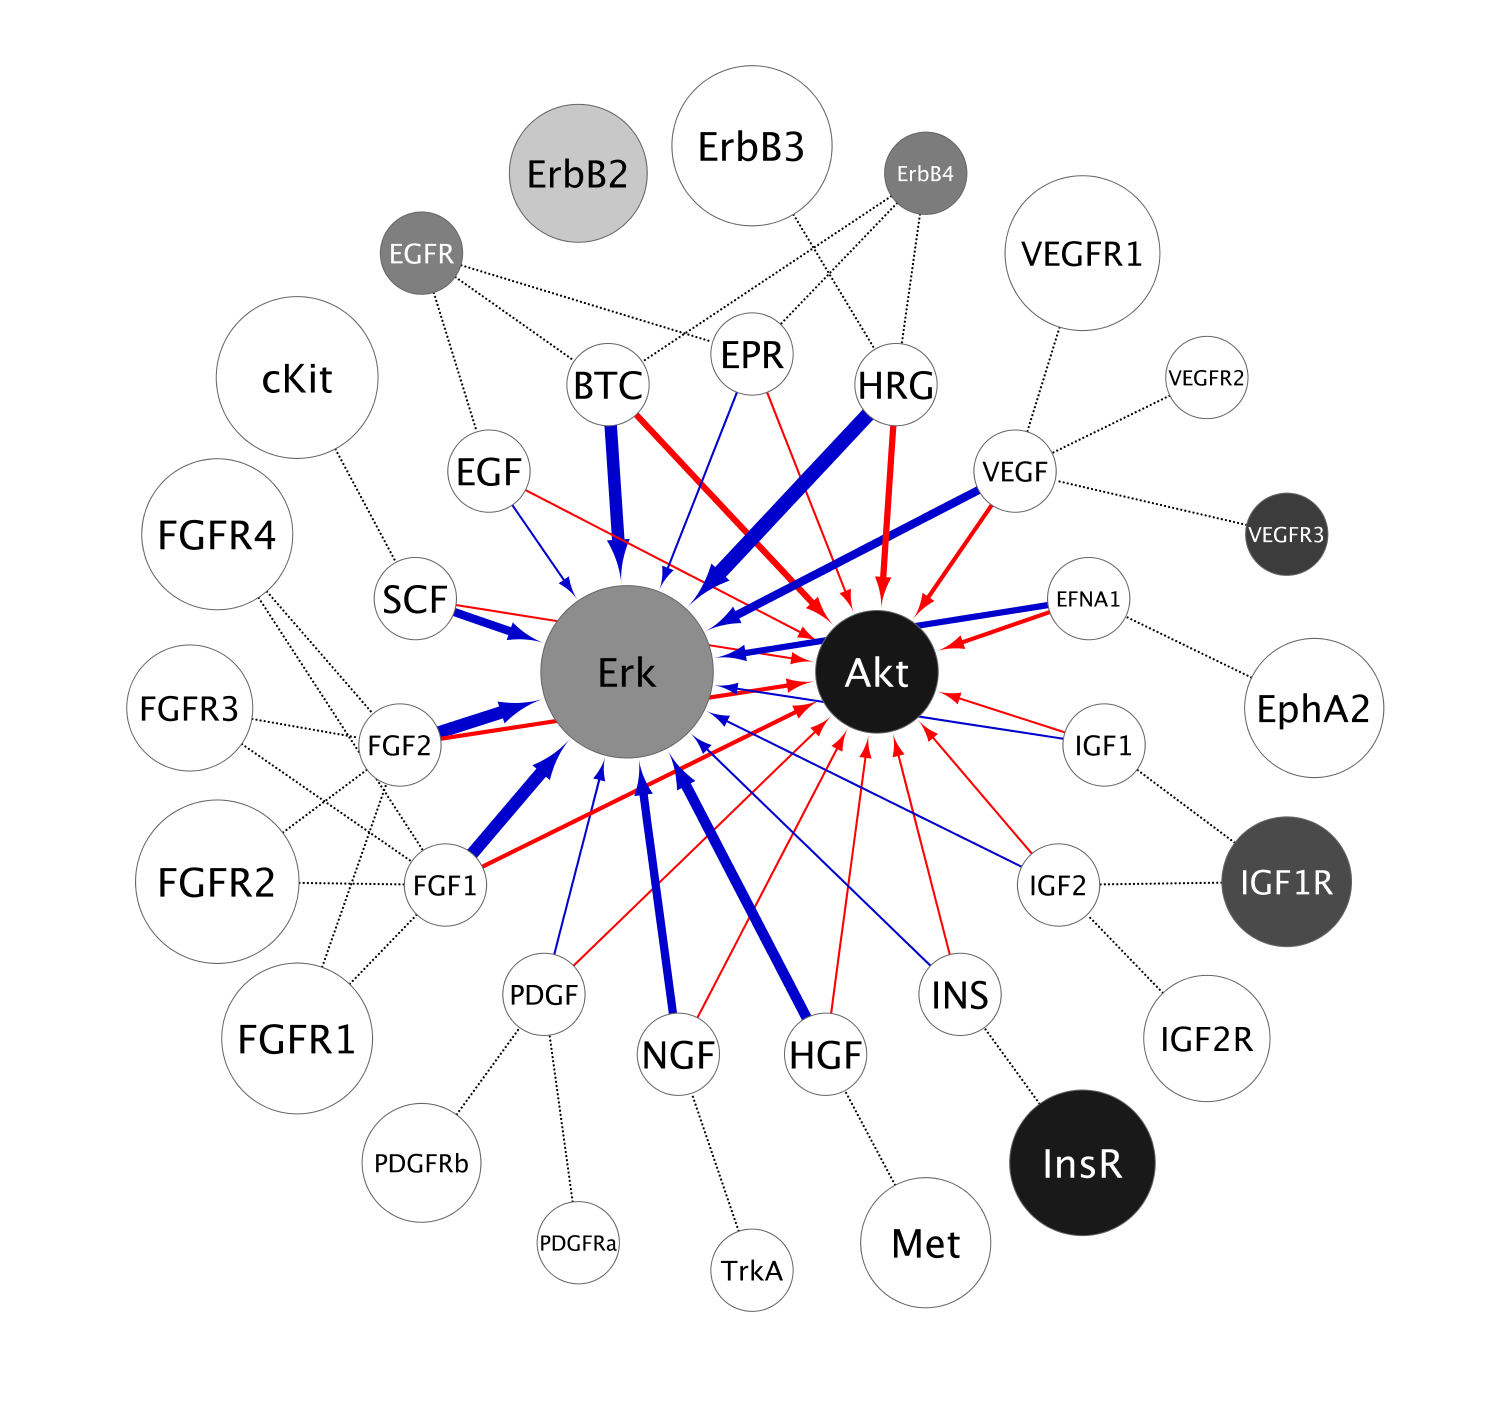 ErbB3
ErbB2
ErbB4
EGFR
VEGFR1
EPR
cKit
BTC
HRG
VEGFR2
EGF
VEGF
FGFR4
VEGFR3
SCF
EFNA1
Erk
Akt
FGFR3
EphA2
FGF2
IGF1
FGFR2
FGF1
IGF2
IGF1R
PDGF
INS
FGFR1
IGF2R
NGF
HGF
PDGFRb
InsR
PDGFRa
Met
TrkA